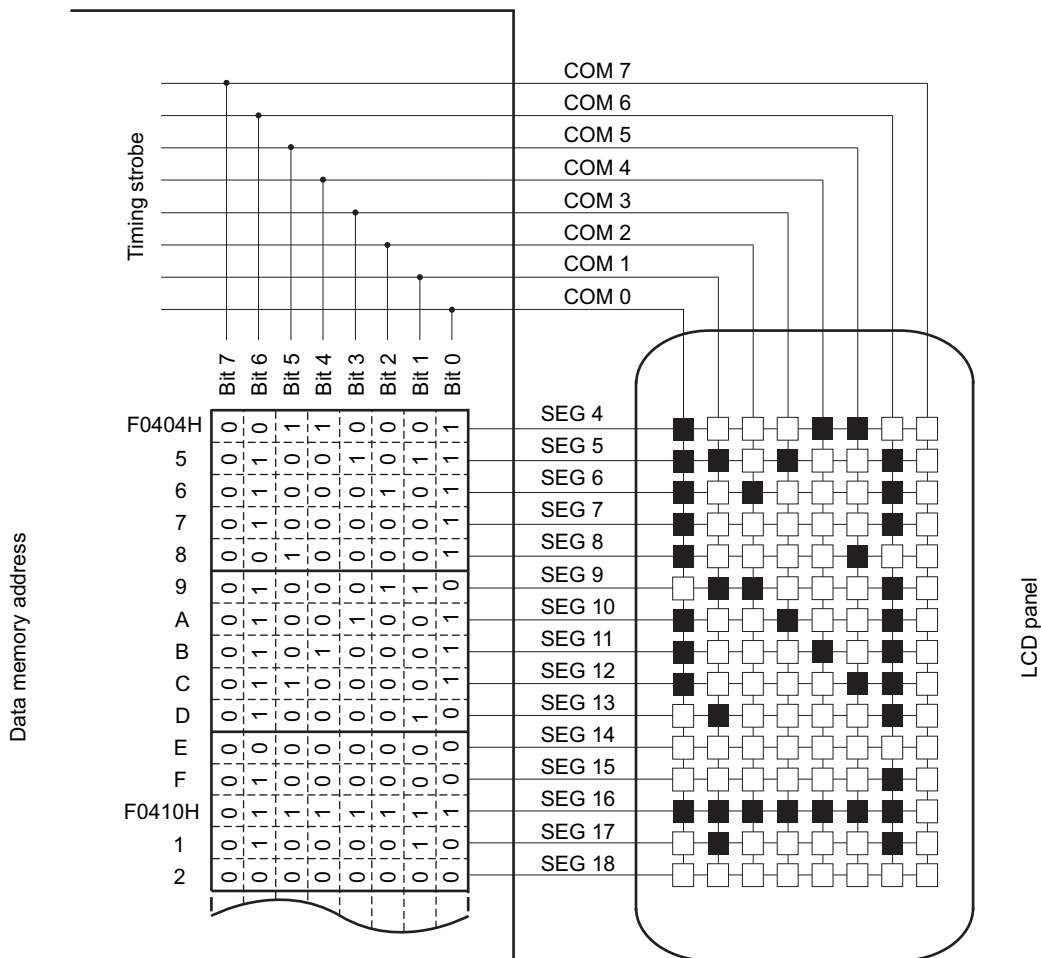 COM 7
COM 6
COM 5
COM 4
COM 3
COM 2
COM 1
COM 0
Timing strobe
Bit 7 Bit 6 Bit 5 Bit 4 Bit 3 Bit 2 Bit 1 Bit 0
Data memory address
F0404H 0 0 1 1 0 0 0 1 SEG 4
5 0 1 0 0 1 0 1 1 SEG 5
6 0 1 0 0 0 1 0 1 SEG 6
7 0 1 0 0 0 0 0 1 SEG 7
8 0 0 1 0 0 0 0 1 SEG 8
9 0 1 0 0 0 1 1 0 SEG 9
A 0 1 0 0 1 0 0 1 SEG 10
B 0 1 0 1 0 0 0 1 SEG 11
C 0 1 1 0 0 0 0 1 SEG 12
D 0 1 0 0 0 0 1 0 SEG 13
E 0 0 0 0 0 0 0 0 SEG 14
F 0 1 0 0 0 0 0 0 SEG 15
F0410H 0 1 1 1 1 1 1 1 SEG 16
1 0 1 0 0 0 0 1 0 SEG 17
2 0 0 0 0 0 0 0 0 SEG 18
LCD panel